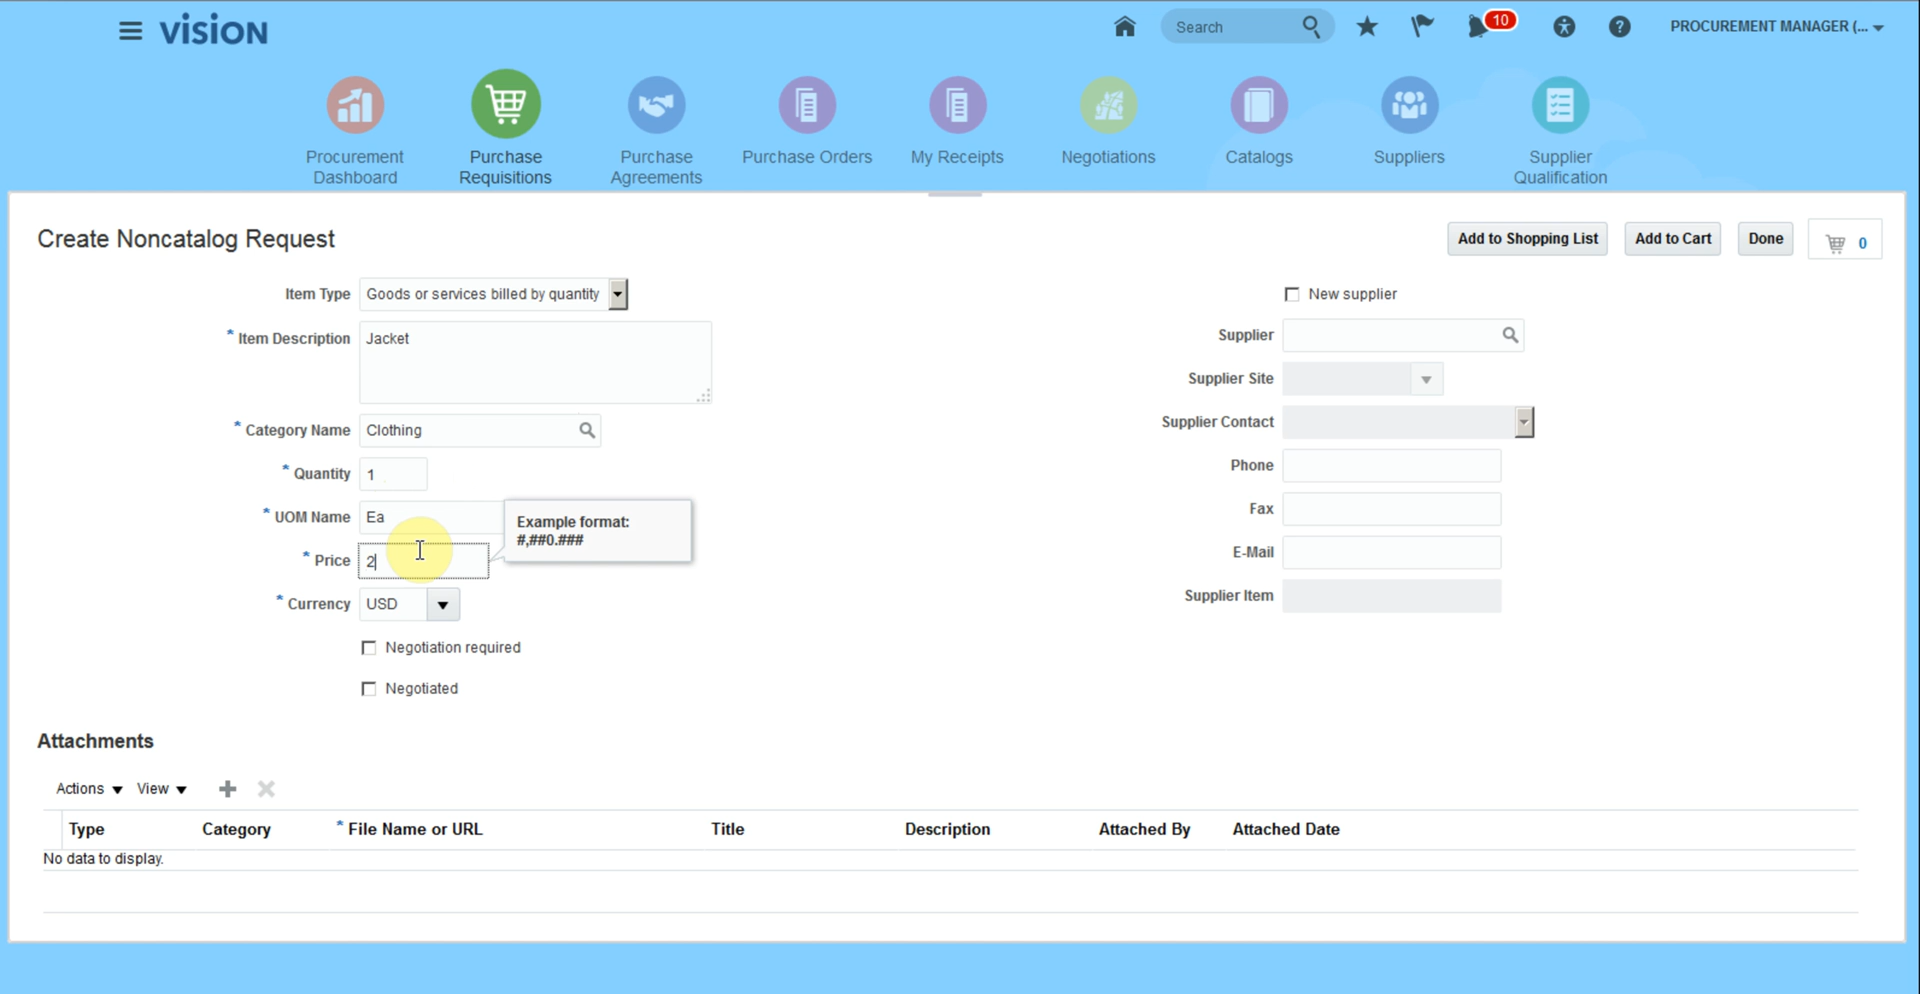 vision
Search
10
PROCUREMENT MANAGER (...
Procurement
Dashboard
Purchase
Requisitions
Purchase
Agreements
Purchase Orders
My Receipts
Negotiations
Catalogs
Suppliers
Supplier
Qualification
Create Noncatalog Request
Add to Shopping List
Add to Cart
Done
0
Item Type Goods or services billed by quantity
* Item Description Jacket
* Category Name Clothing
* Quantity 1
* UOM Name Ea
Example format:
#,##0.###
* Price 2
* Currency USD
Negotiation required
Negotiated
New supplier
Supplier
Supplier Site
Supplier Contact
Phone
Fax
E-Mail
Supplier Item
Attachments
Actions View
Type Category * File Name or URL Title Description Attached By Attached Date
No data to display.